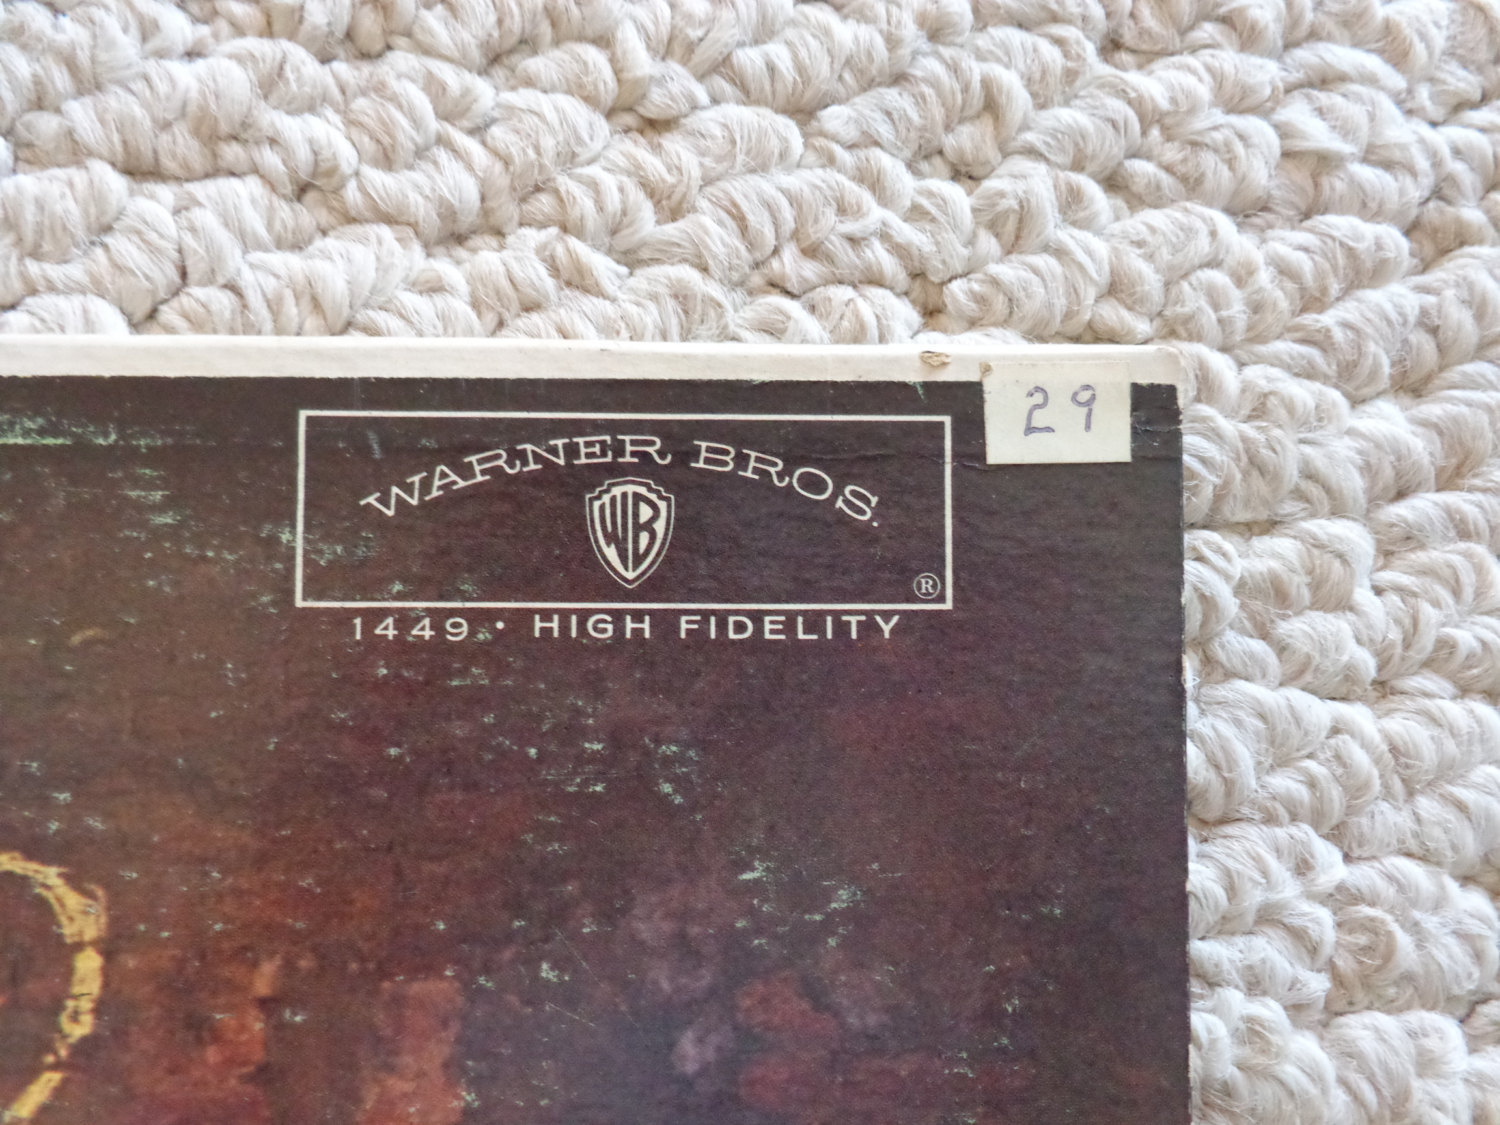 29
WARNER BROS.
WB
®
1449 • HIGH FIDELITY